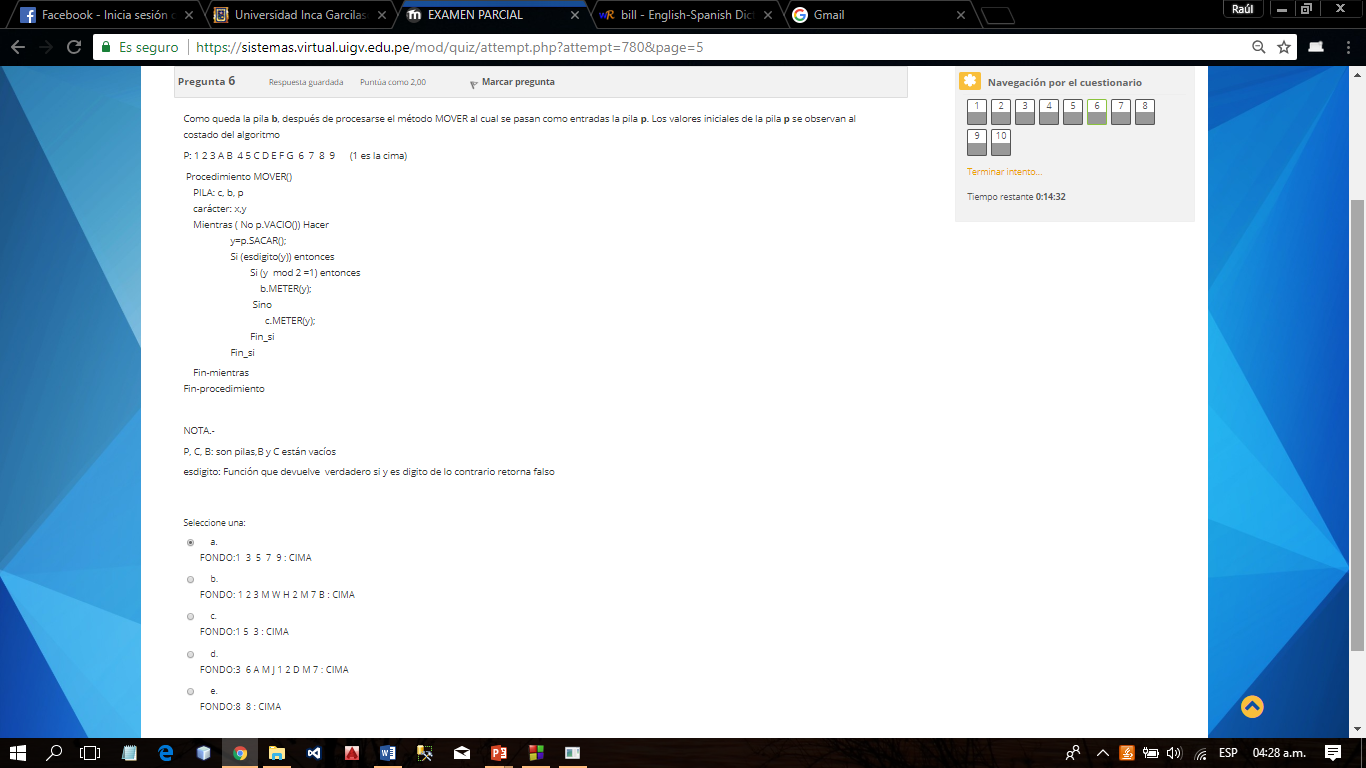 Facebook - Inicia sesión
Universidad Inca Garcilas
EXAMEN PARCIAL
bill - English-Spanish Dic
Gmail
Raúl
Es seguro
https://sistemas.virtual.uigv.edu.pe/mod/quiz/attempt.php?attempt=780&page=5
Pregunta 6
Respuesta guardada
Puntúa como 2,00
Marcar pregunta
Como queda la pila b, después de procesarse el método MOVER al cual se pasan como entradas la pila p. Los valores iniciales de la pila p se observan al
costado del algoritmo
P: 1 2 3 A B 4 5 C D E F G 6 7 8 9 (1 es la cima)
Procedimiento MOVER()
PILA: c, b, p
carácter: x,y
Mientras ( No p.VACIO()) Hacer
y=p.SACAR();
Si (esdigito(y)) entonces
Si (y mod 2 =1) entonces
b.METER(y);
Sino
c.METER(y);
Fin_si
Fin_si
Fin-mientras
Fin-procedimiento
NOTA.-
P, C, B: son pilas,B y C están vacíos
esdigito: Función que devuelve verdadero si y es digito de lo contrario retorna falso
Seleccione una:
a.
FONDO:1 3 5 7 9 : CIMA
b.
FONDO: 1 2 3 M W H 2 M 7 B : CIMA
c.
FONDO:1 5 3 : CIMA
d.
FONDO:3 6 A M J 1 2 D M 7 : CIMA
e.
FONDO:8 8 : CIMA
Navegación por el cuestionario
1 2 3 4 5 6 7 8
9 10
Terminar intento...
Tiempo restante 0:14:32
ESP
04:28 a.m.